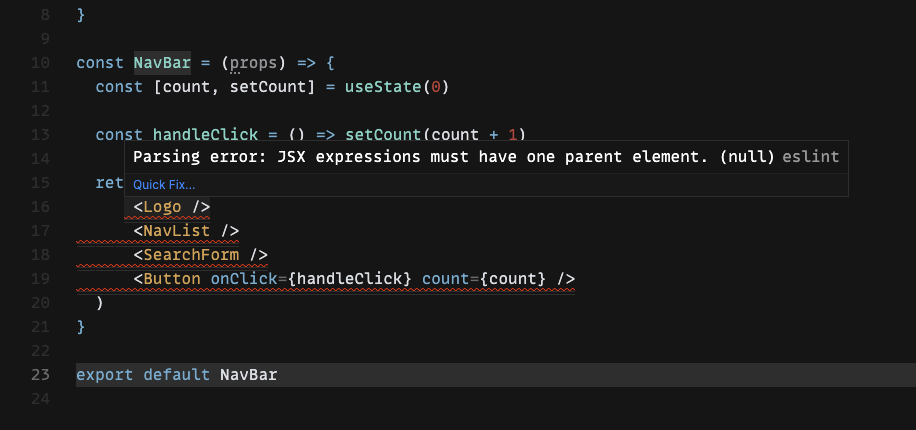 8 }
9
10 const NavBar = (props) => {
11 const [count, setCount] = useState(0)
12
13 const handleClick = () => setCount(count + 1)
14
Parsing error: JSX expressions must have one parent element. (null) eslint
15 ret
Quick Fix...
16 <Logo />
17 <NavList />
18 <SearchForm />
19 <Button onClick={handleClick} count={count} />
20 )
21 }
22
23 export default NavBar
24